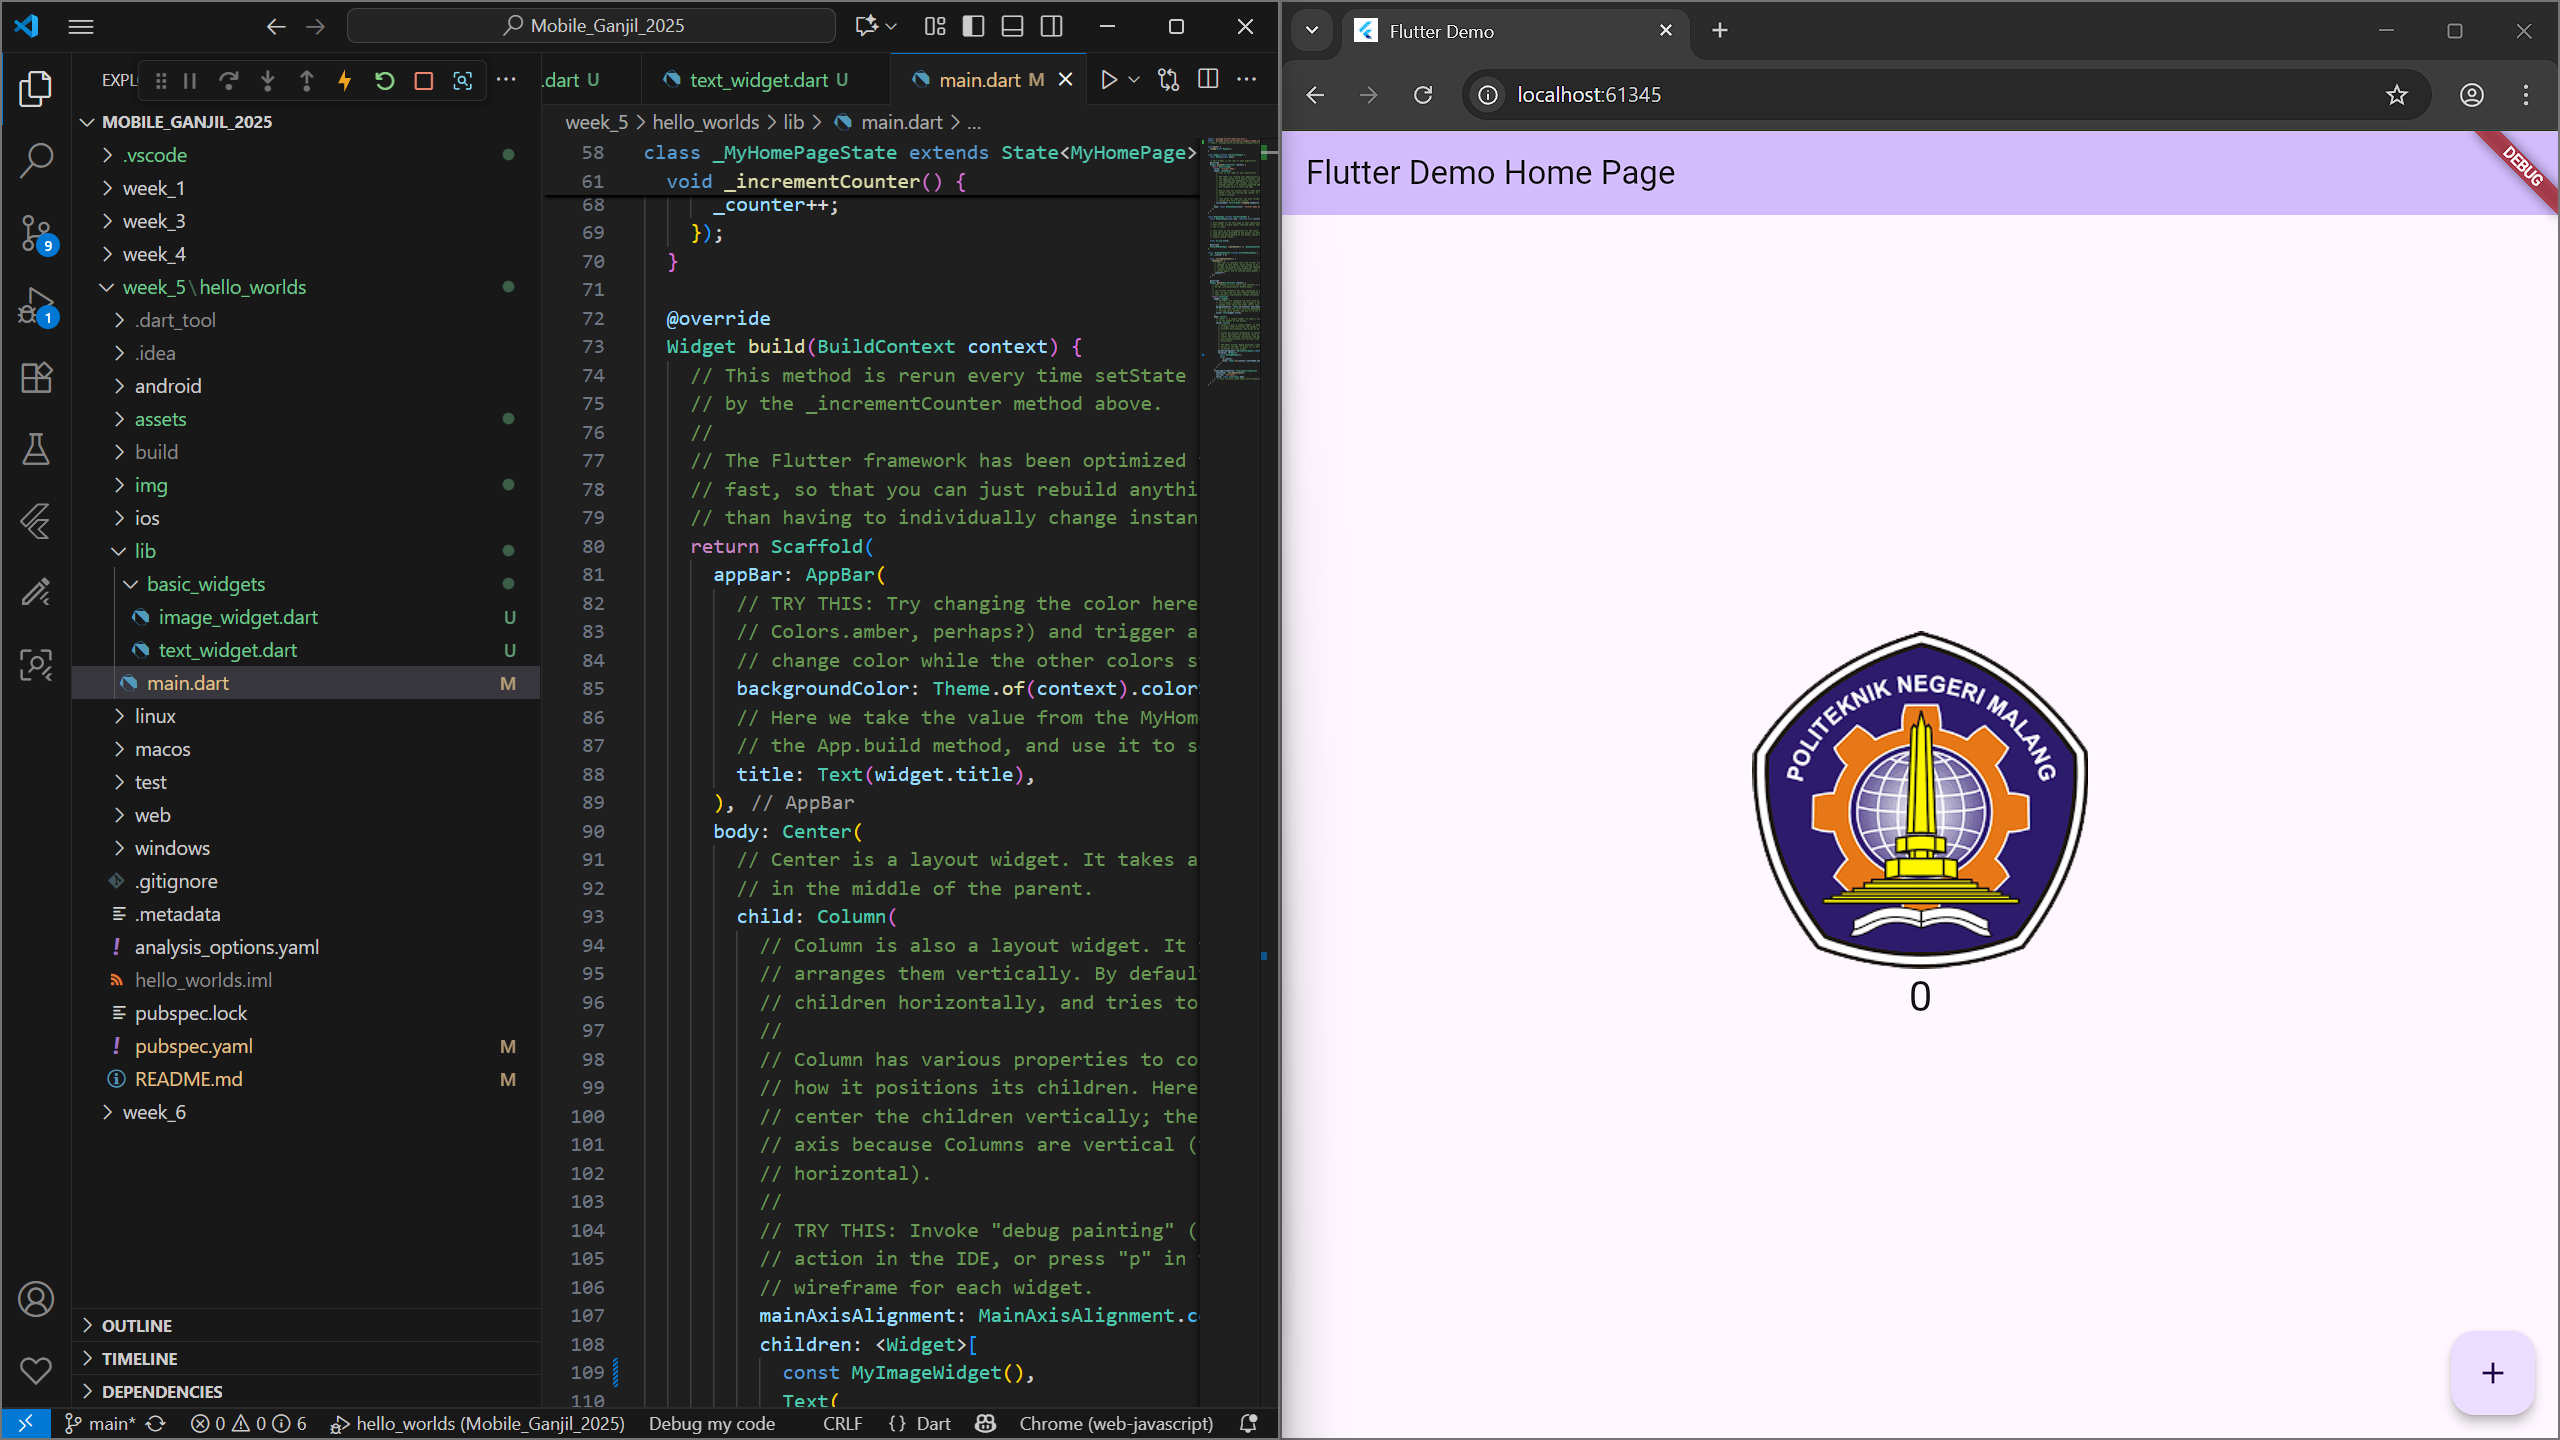 Mobile_Ganjil_2025
EXPL
.dart U
text_widget.dart U
main.dart M
MOBILE_GANJIL_2025
.vscode
week_1
week_3
week_4
week_5\hello_worlds
.dart_tool
.idea
android
assets
build
img
ios
lib
basic_widgets
image_widget.dart U
text_widget.dart U
main.dart M
linux
macos
test
web
windows
.gitignore
.metadata
analysis_options.yaml
hello_worlds.iml
pubspec.lock
pubspec.yaml M
README.md M
week_6
OUTLINE
TIMELINE
DEPENDENCIES
9
1
week_5 > hello_worlds > lib > main.dart > ...
58 class _MyHomePageState extends State<MyHomePage>
61 void _incrementCounter() {
68 _counter++;
69 });
70 }
71
72 @override
73 Widget build(BuildContext context) {
74 // This method is rerun every time setState
75 // by the _incrementCounter method above.
76 //
77 // The Flutter framework has been optimized
78 // fast, so that you can just rebuild anythi
79 // than having to individually change instan
80 return Scaffold(
81 appBar: AppBar(
82 // TRY THIS: Try changing the color here
83 // Colors.amber, perhaps?) and trigger a
84 // change color while the other colors s
85 backgroundColor: Theme.of(context).color
86 // Here we take the value from the MyHom
87 // the App.build method, and use it to s
88 title: Text(widget.title),
89 ), // AppBar
90 body: Center(
91 // Center is a layout widget. It takes a
92 // in the middle of the parent.
93 child: Column(
94 // Column is also a layout widget. It
95 // arranges them vertically. By defaul
96 // children horizontally, and tries to
97 //
98 // Column has various properties to co
99 // how it positions its children. Here
100 // center the children vertically; the
101 // axis because Columns are vertical (
102 // horizontal).
103 //
104 // TRY THIS: Invoke "debug painting" (
105 // action in the IDE, or press "p" in
106 // wireframe for each widget.
107 mainAxisAlignment: MainAxisAlignment.c
108 children: <Widget>[
109 const MyImageWidget(),
110 Text(
main* 0 0 6 hello_worlds (Mobile_Ganjil_2025) Debug my code CRLF {} Dart Chrome (web-javascript)
Flutter Demo
localhost:61345
Flutter Demo Home Page
DEBUG
POLITEKNIK NEGERI MALANG
0
+